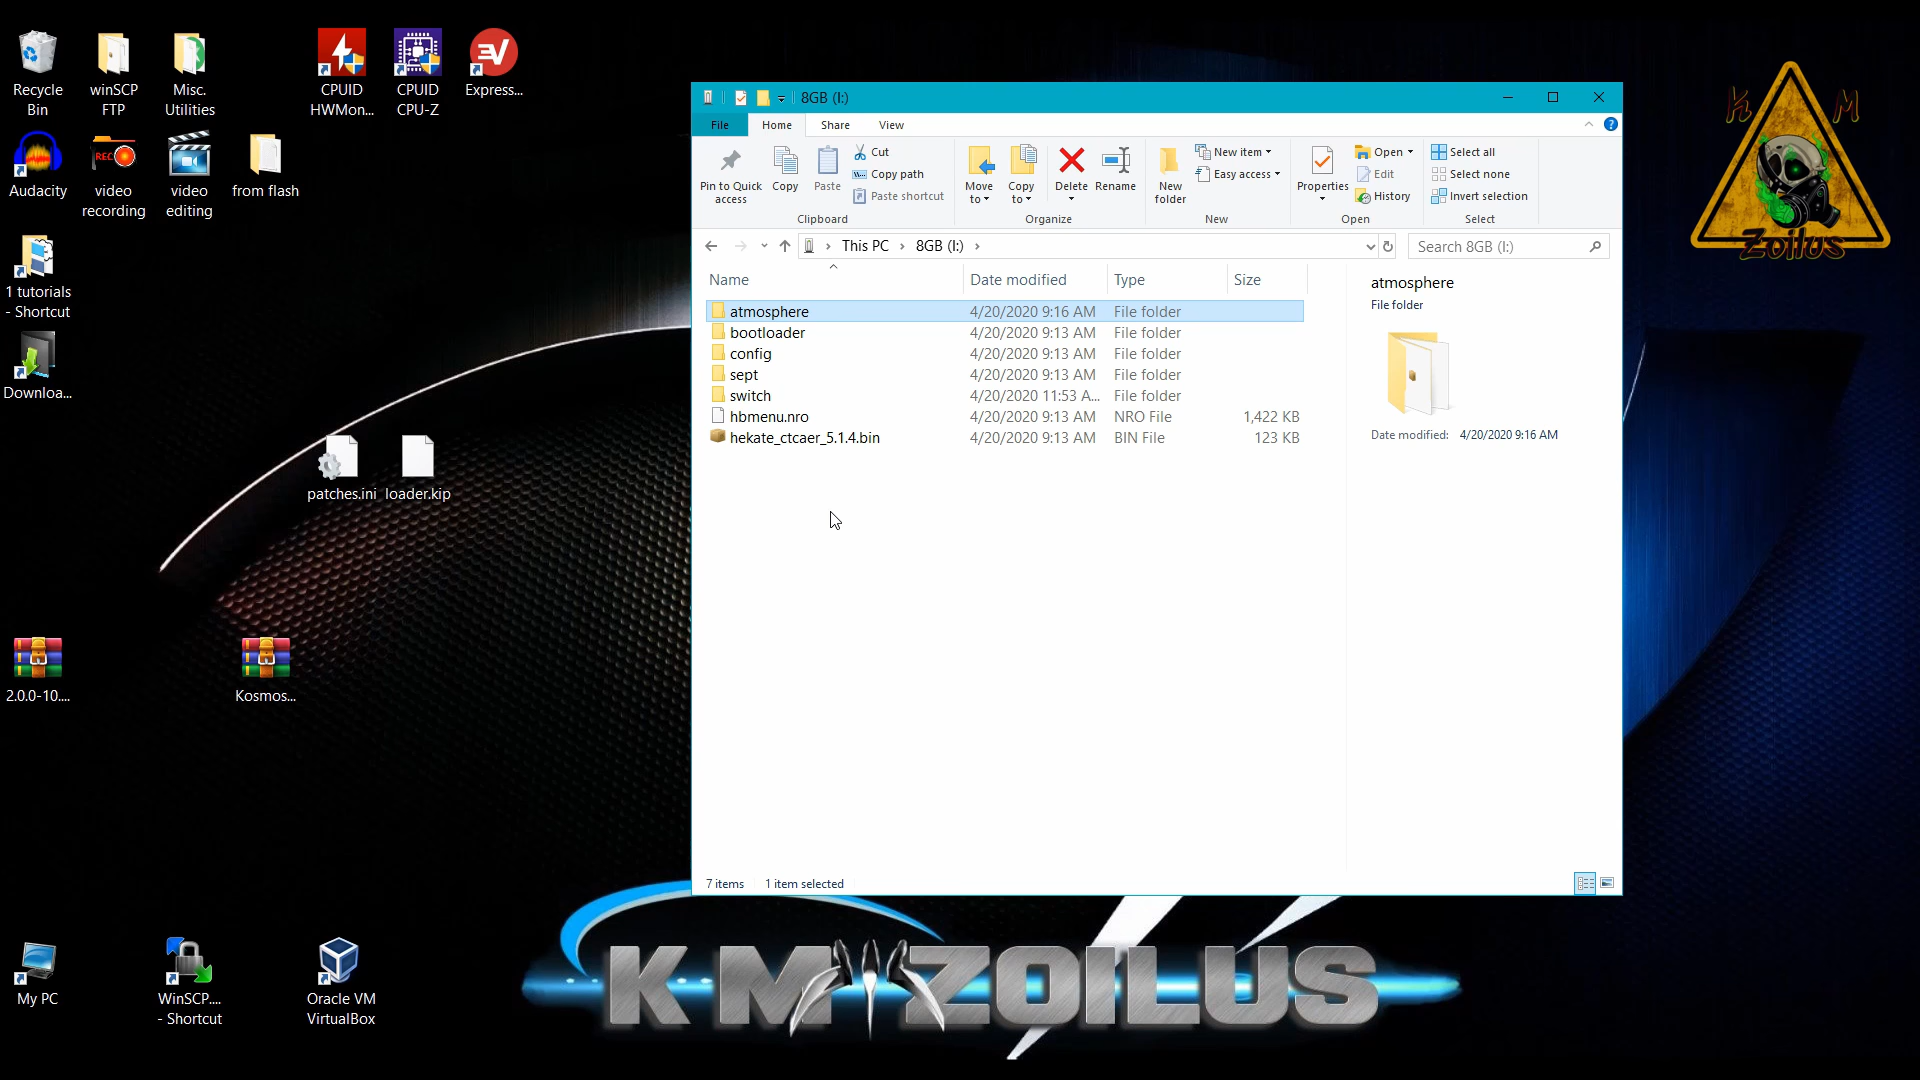 Recycle
Bin
winSCP
FTP
Misc.
Utilities
CPUID
HWMon...
CPUID
CPU-Z
Express...
Audacity
REC
video
recording
video
editing
from flash
1 tutorials
- Shortcut
Downloa...
patches.ini
loader.kip
2.0.0-10....
Kosmos...
My PC
WinSCP....
- Shortcut
Oracle VM
VirtualBox
8GB (I:)
File
Home
Share
View
Pin to Quick
access
Copy
Paste
Cut
Copy path
Paste shortcut
Clipboard
Move
to
Copy
to
Delete
Rename
Organize
New
folder
New item
Easy access
New
Properties
Open
Edit
History
Open
Select all
Select none
Invert selection
Select
This PC
8GB (I:)
Search 8GB (I:)
Name Date modified Type Size
atmosphere 4/20/2020 9:16 AM File folder
bootloader 4/20/2020 9:13 AM File folder
config 4/20/2020 9:13 AM File folder
sept 4/20/2020 9:13 AM File folder
switch 4/20/2020 11:53 A... File folder
hbmenu.nro 4/20/2020 9:13 AM NRO File 1,422 KB
hekate_ctcaer_5.1.4.bin 4/20/2020 9:13 AM BIN File 123 KB
atmosphere
File folder
Date modified: 4/20/2020 9:16 AM
7 items 1 item selected
K M
Zoilus
KM ZOILUS